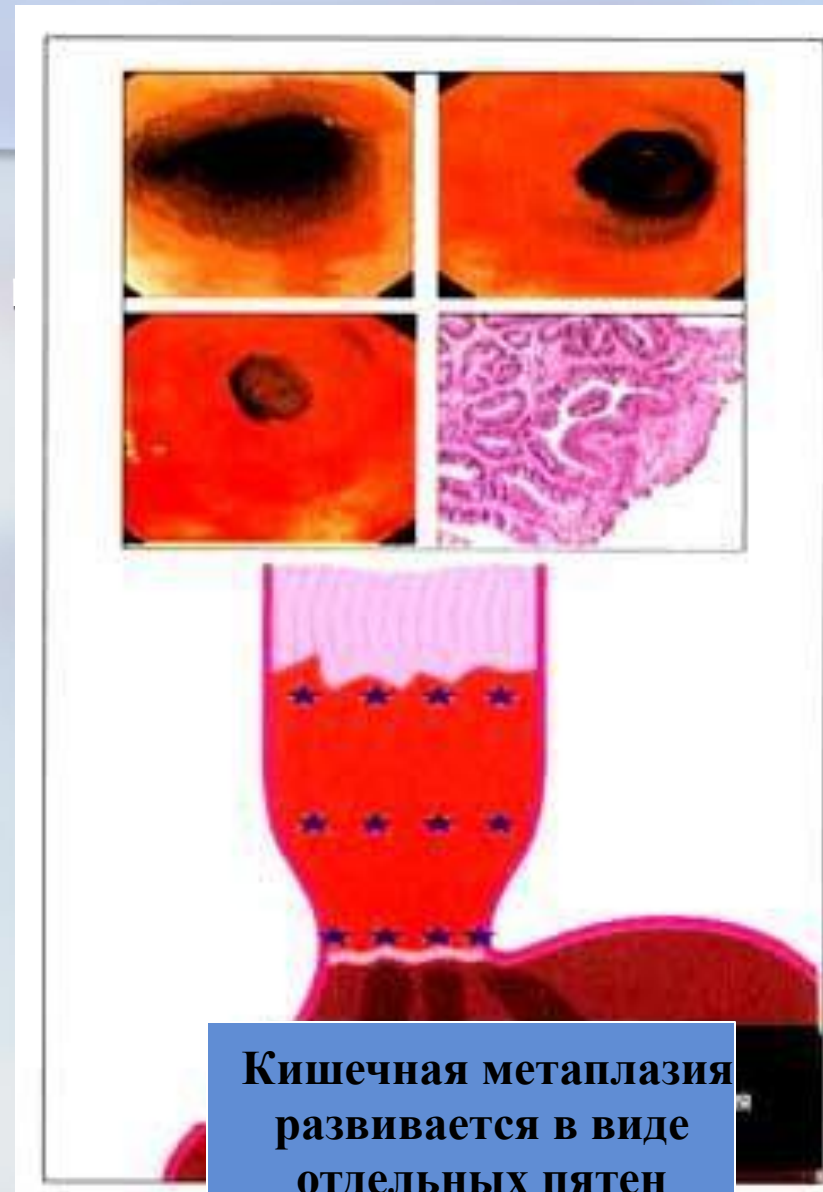 Кишечная метаплазия
развивается в виде
отдельных пятен